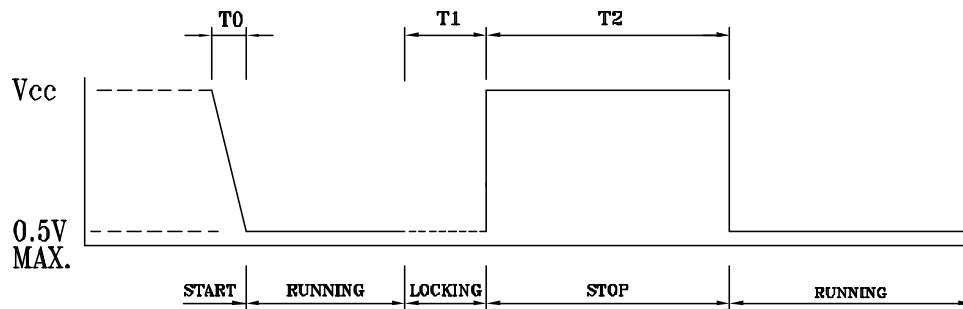 T0 T1 T2
Vcc
0.5V
MAX.
START RUNNING LOCKING STOP RUNNING